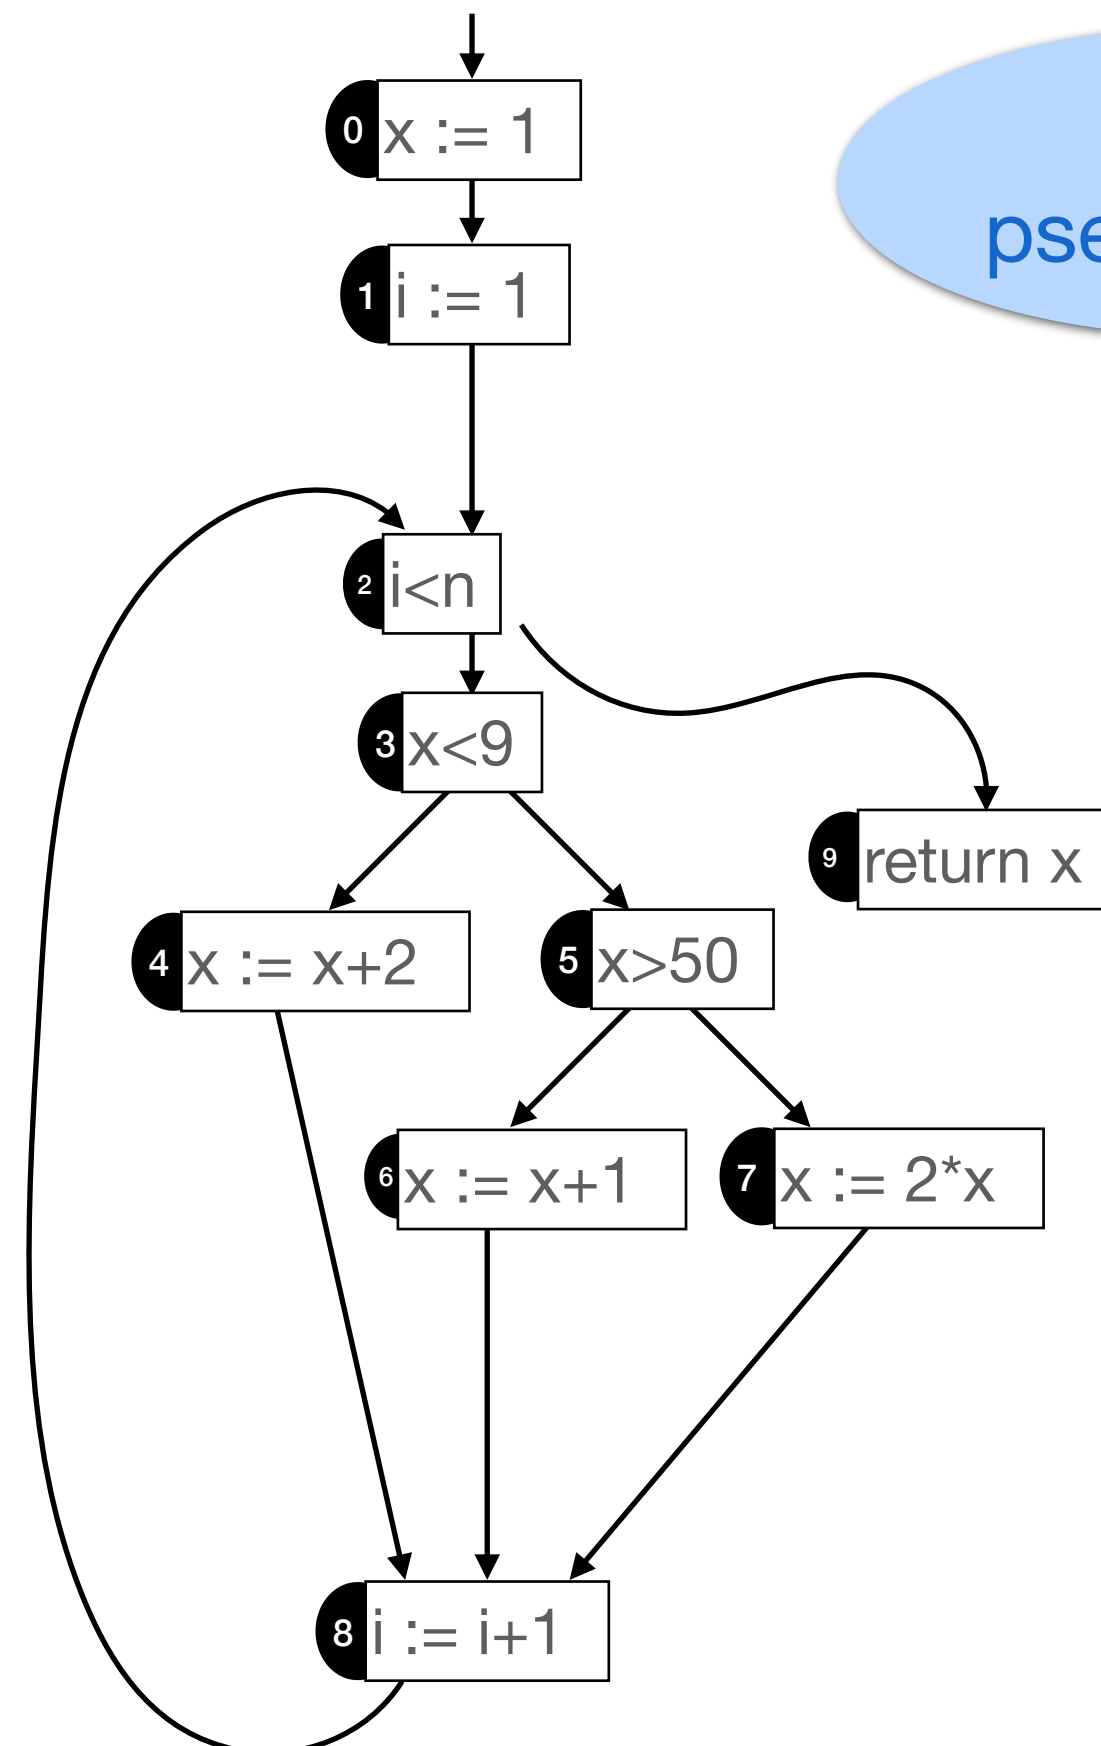 0 x := 1
pse
1 i := 1
2 i<n
3 x<9
9 return x
4 x := x+2
5 x>50
6 x := x+1
7 x := 2*x
8 i := i+1